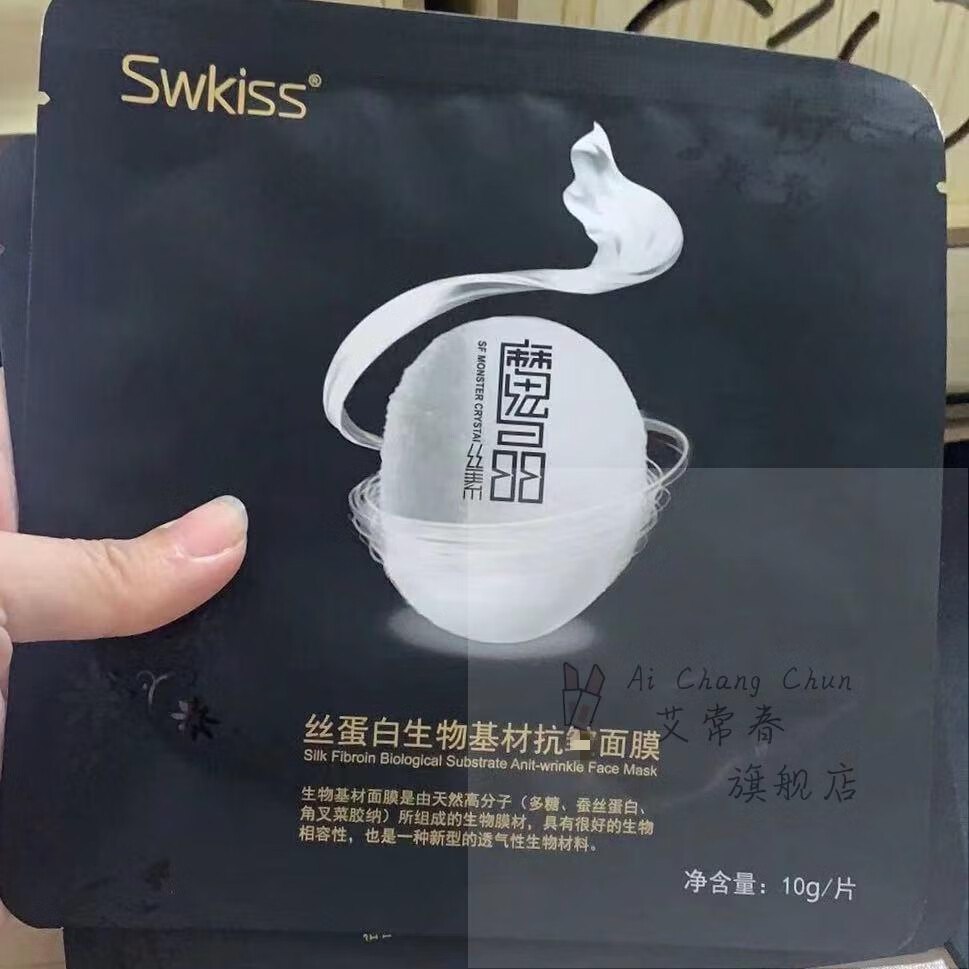 Swkiss®
魔晶
SF MONSTER CRYSTAl 丝素
丝蛋白生物基材抗 面膜
Silk Fibroin Biological Substrate Anit-wrinkle Face Mask
生物基材面膜是由天然高分子（多糖、蚕丝蛋白、
角叉菜胶纳）所组成的生物膜材，具有很好的生物
相容性，也是一种新型的透气性生物材料。
净含量：10g/片
Ai Chang Chun
艾常春
旗舰店